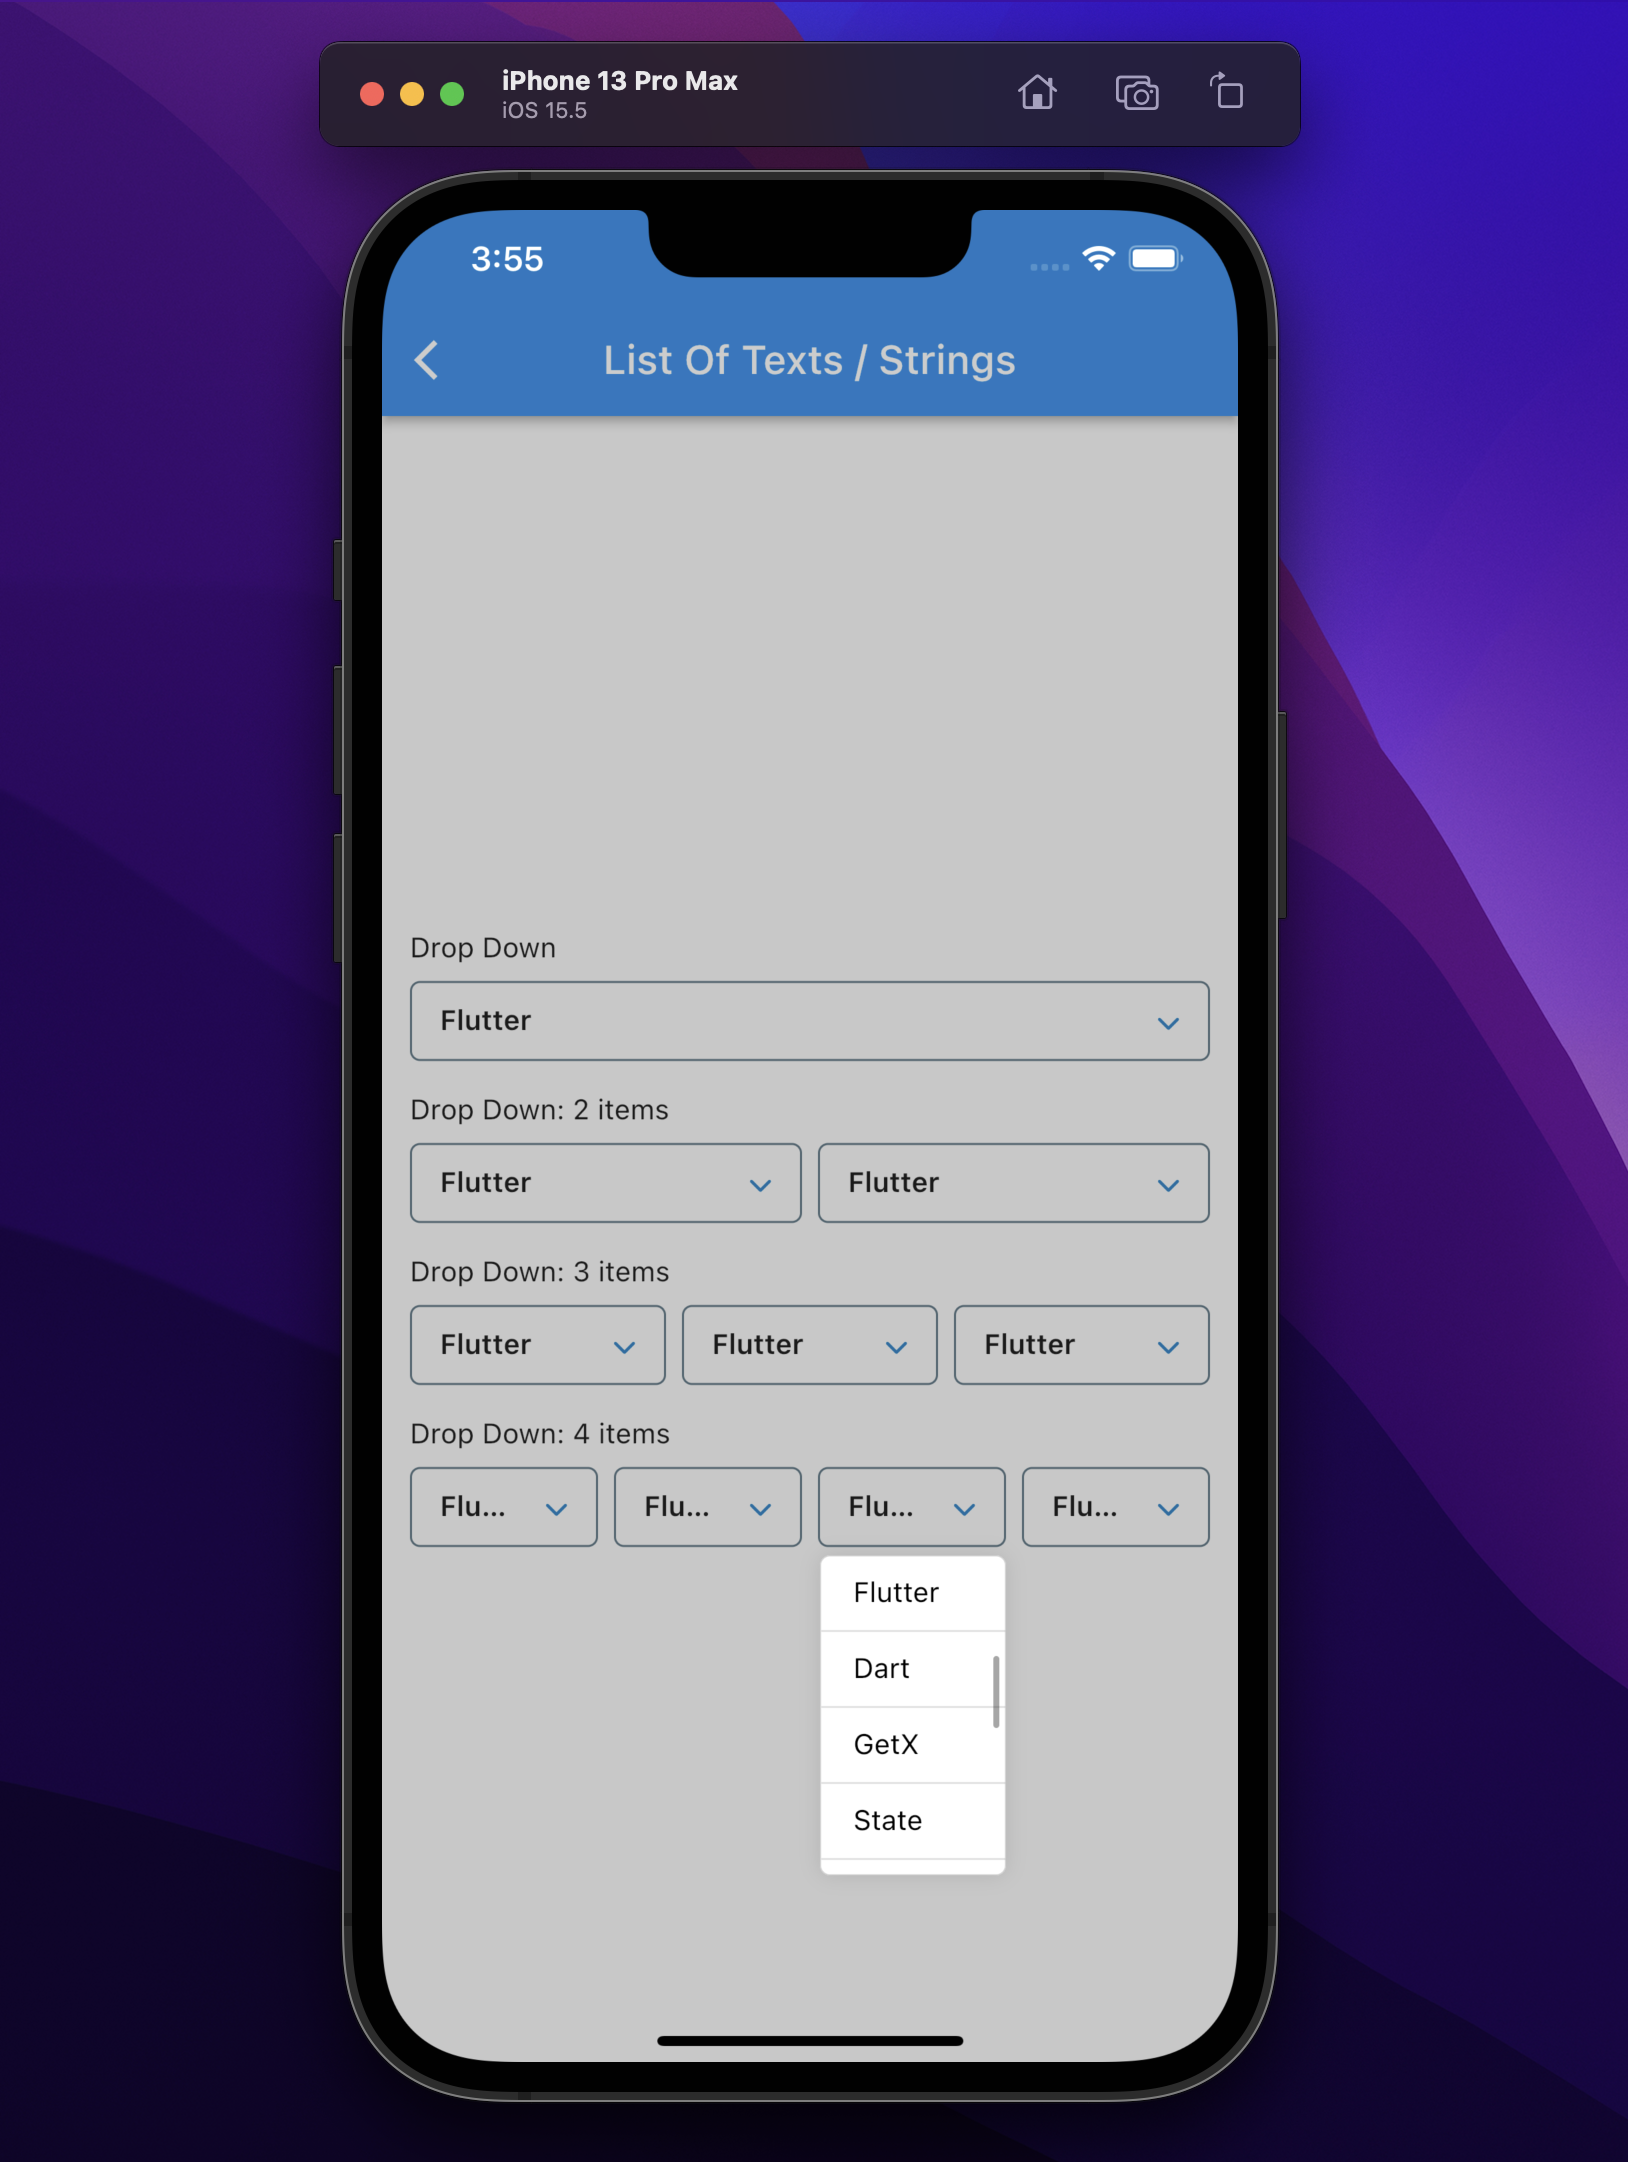 iPhone 13 Pro Max
iOS 15.5
3:55
List Of Texts / Strings
Drop Down
Flutter
Drop Down: 2 items
Flutter Flutter
Drop Down: 3 items
Flutter Flutter Flutter
Drop Down: 4 items
Flu... Flu... Flu... Flu...
Flutter
Dart
GetX
State